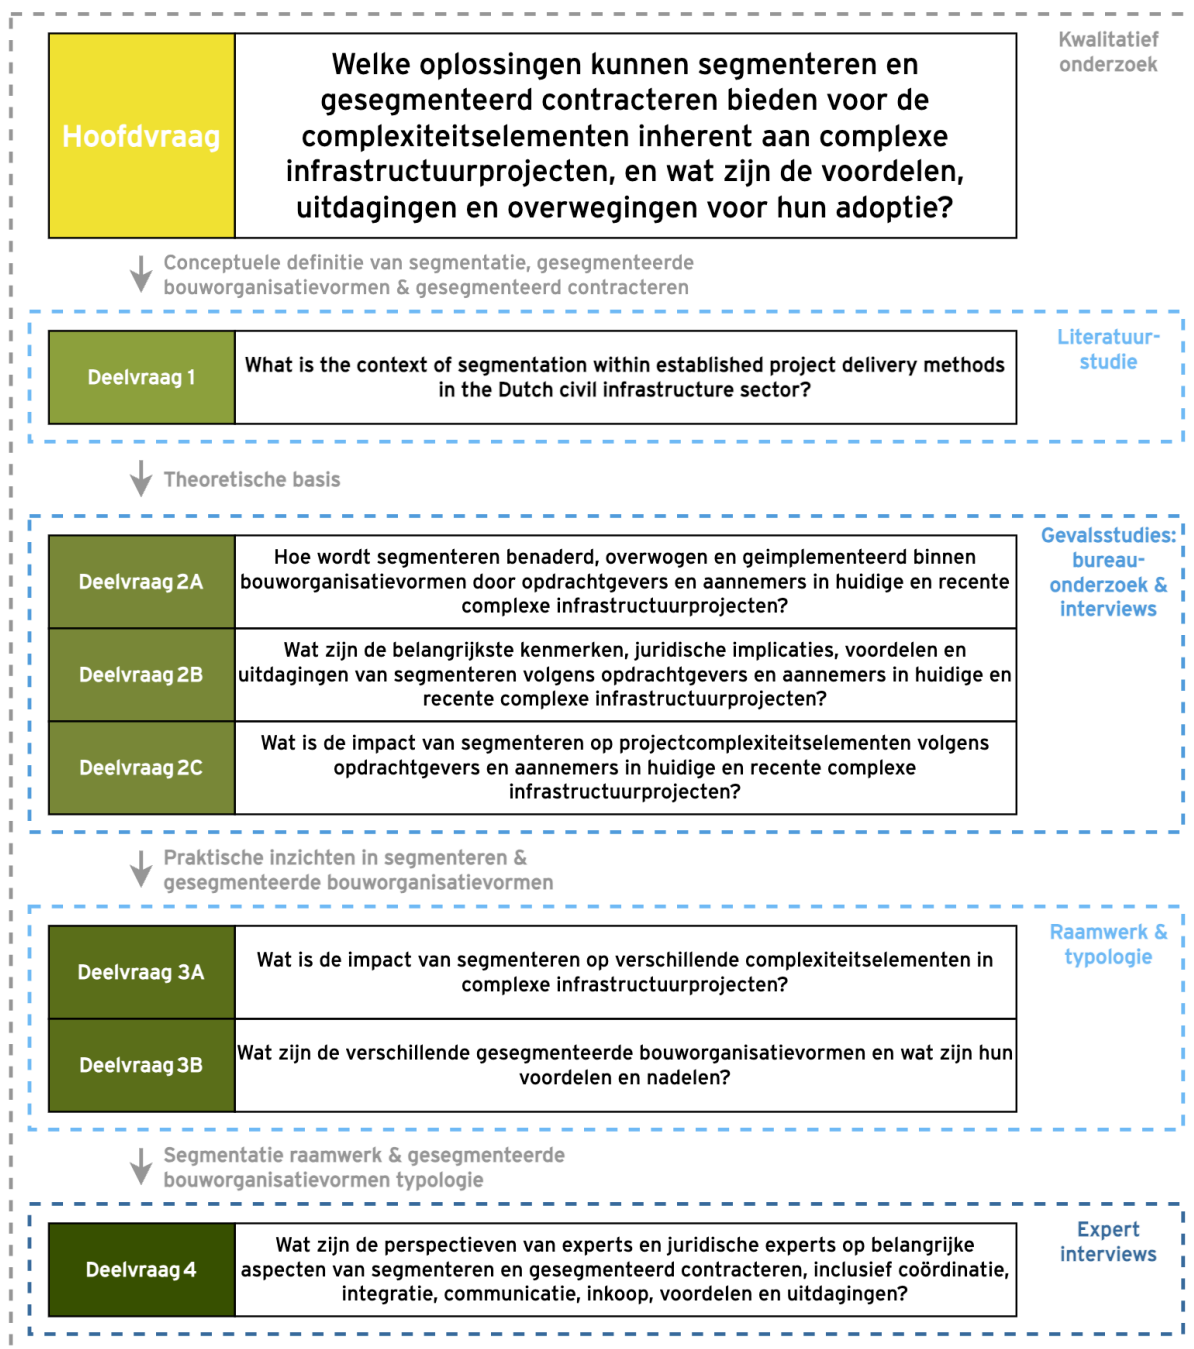 Kwalitatief
onderzoek
Hoofdvraag
Welke oplossingen kunnen segmenteren en
gesegmenteerd contracteren bieden voor de
complexiteitselementen inherent aan complexe
infrastructuurprojecten, en wat zijn de voordelen,
uitdagingen en overwegingen voor hun adoptie?
Conceptuele definitie van segmentatie, gesegmenteerde
bouworganisatievormen & gesegmenteerd contracteren
Literatuur-
studie
Deelvraag 1
What is the context of segmentation within established project delivery methods
in the Dutch civil infrastructure sector?
Theoretische basis
Gevalsstudies:
bureau-
onderzoek &
interviews
Deelvraag 2A
Hoe wordt segmenteren benaderd, overwogen en geimplementeerd binnen
bouworganisatievormen door opdrachtgevers en aannemers in huidige en recente
complexe infrastructuurprojecten?
Deelvraag 2B
Wat zijn de belangrijkste kenmerken, juridische implicaties, voordelen en
uitdagingen van segmenteren volgens opdrachtgevers en aannemers in huidige en
recente complexe infrastructuurprojecten?
Deelvraag 2C
Wat is de impact van segmenteren op projectcomplexiteitselementen volgens
opdrachtgevers en aannemers in huidige en recente complexe
infrastructuurprojecten?
Praktische inzichten in segmenteren &
gesegmenteerde bouworganisatievormen
Raamwerk &
typologie
Deelvraag 3A
Wat is de impact van segmenteren op verschillende complexiteitselementen in
complexe infrastructuurprojecten?
Deelvraag 3B
Wat zijn de verschillende gesegmenteerde bouworganisatievormen en wat zijn hun
voordelen en nadelen?
Segmentatie raamwerk & gesegmenteerde
bouworganisatievormen typologie
Expert
interviews
Deelvraag 4
Wat zijn de perspectieven van experts en juridische experts op belangrijke
aspecten van segmenteren en gesegmenteerd contracteren, inclusief coördinatie,
integratie, communicatie, inkoop, voordelen en uitdagingen?